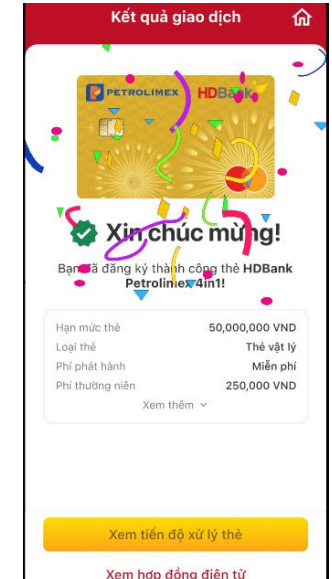 Kết quả giao dịch
PETROLIMEX HDBank
Xin chúc mừng!
Bạn đã đăng ký thành công thẻ HDBank
Petrolimex 4in1!
Hạn mức thẻ 50,000,000 VND
Loại thẻ Thẻ vật lý
Phí phát hành Miễn phí
Phí thường niên 250,000 VND
Xem thêm
Xem tiến độ xử lý thẻ
Xem hợp đồng điện tử